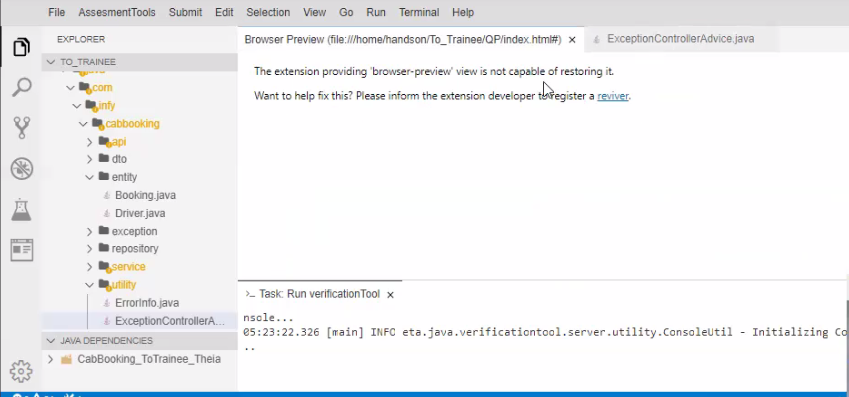 File AssesmentTools Submit Edit Selection View Go Run Terminal Help
EXPLORER
TO_TRAINEE
com
infy
cabbooking
api
dto
entity
Booking.java
Driver.java
exception
repository
service
utility
ErrorInfo.java
ExceptionControllerA...
JAVA DEPENDENCIES
CabBooking_ToTrainee_Theia
Browser Preview (file:///home/handson/To_Trainee/QP/index.html#) × ExceptionControllerAdvice.java
The extension providing 'browser-preview' view is not capable of restoring it.
Want to help fix this? Please inform the extension developer to register a reviver.
>_ Task: Run verificationTool ×
nsole...
05:23:22.326 [main] INFO eta.java.verificationtool.server.utility.ConsoleUtil - Initializing Co
..